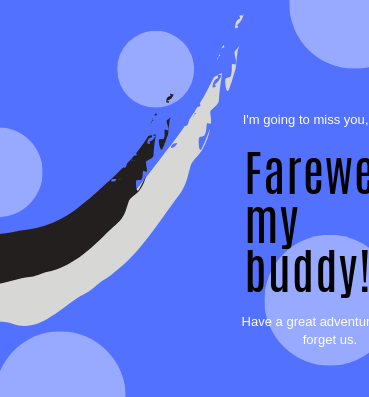 I'm going to miss you,
Farewe
my
buddy!
Have a great adventur
forget us.